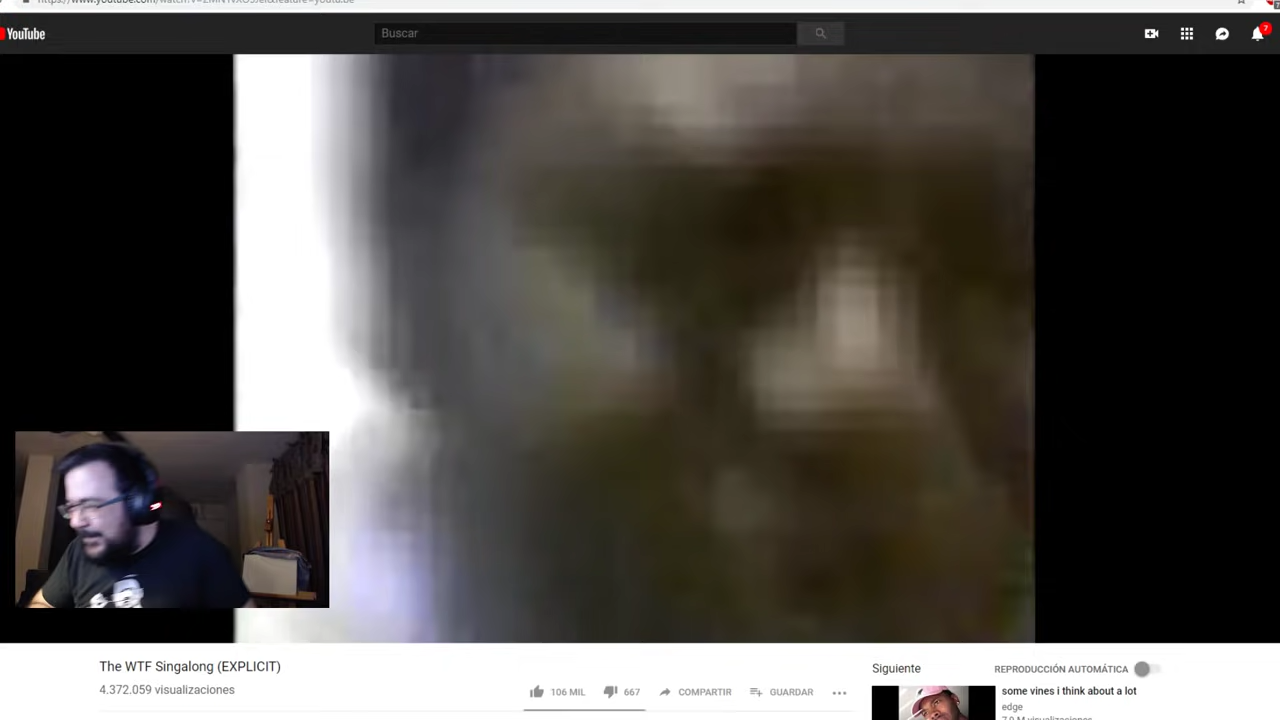 YouTube
Buscar
7
The WTF Singalong (EXPLICIT)
4.372.059 visualizaciones
106 MIL
667
COMPARTIR
GUARDAR
Siguiente
REPRODUCCIÓN AUTOMÁTICA
some vines i think about a lot
edge